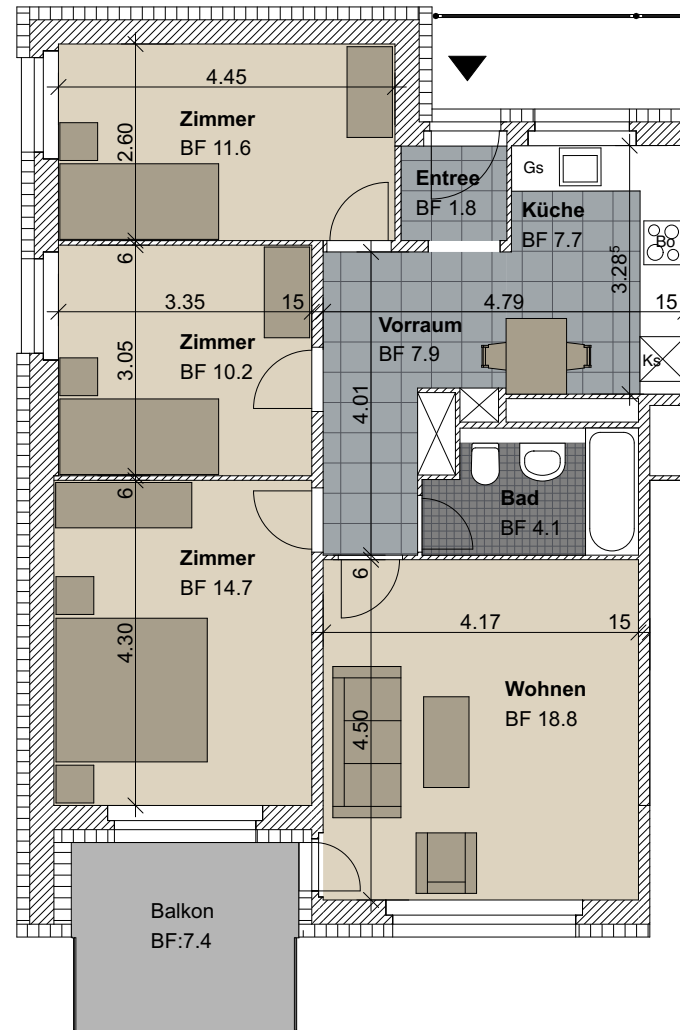 4.45
Zimmer
BF 11.6
2.60
Entree
BF 1.8
Gs
Küche
BF 7.7
Bo
3.28⁵
6
3.35
15
4.79
15
Zimmer
BF 10.2
3.05
Vorraum
BF 7.9
Ks
4.01
6
Bad
BF 4.1
Zimmer
BF 14.7
6
4.30
4.17
15
Wohnen
BF 18.8
4.50
Balkon
BF:7.4